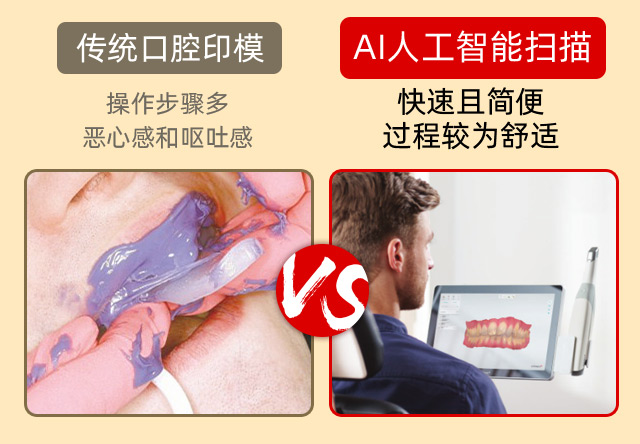 传统口腔印模
操作步骤多
恶心感和呕吐感
AI人工智能扫描
快速且简便
过程较为舒适
VS